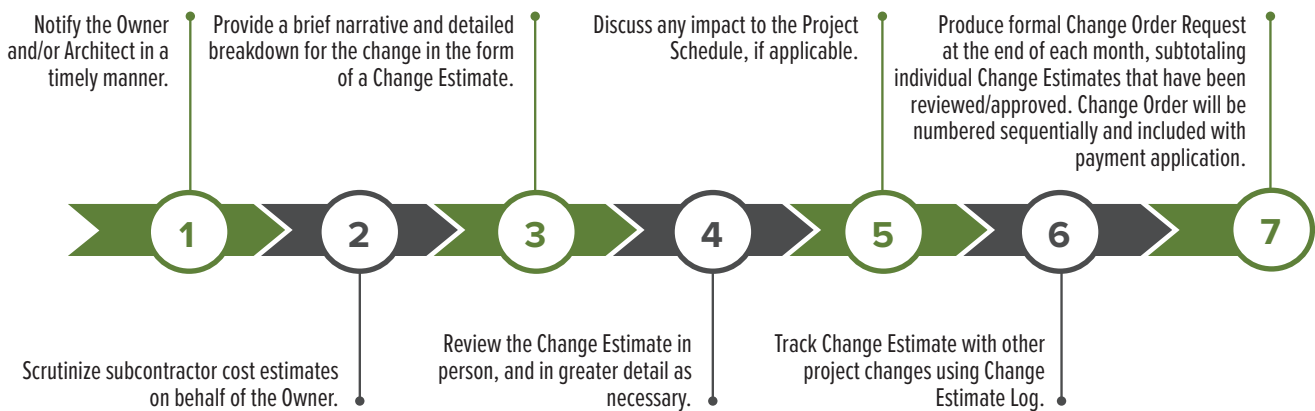 Notify the Owner
and/or Architect in a
timely manner.
Provide a brief narrative and detailed
breakdown for the change in the form
of a Change Estimate.
Discuss any impact to the Project
Schedule, if applicable.
Produce formal Change Order Request
at the end of each month, subtotaling
individual Change Estimates that have been
reviewed/approved. Change Order will be
numbered sequentially and included with
payment application.
1
2
3
4
5
6
7
Scrutinize subcontractor cost estimates
on behalf of the Owner.
Review the Change Estimate in
person, and in greater detail as
necessary.
Track Change Estimate with other
project changes using Change
Estimate Log.